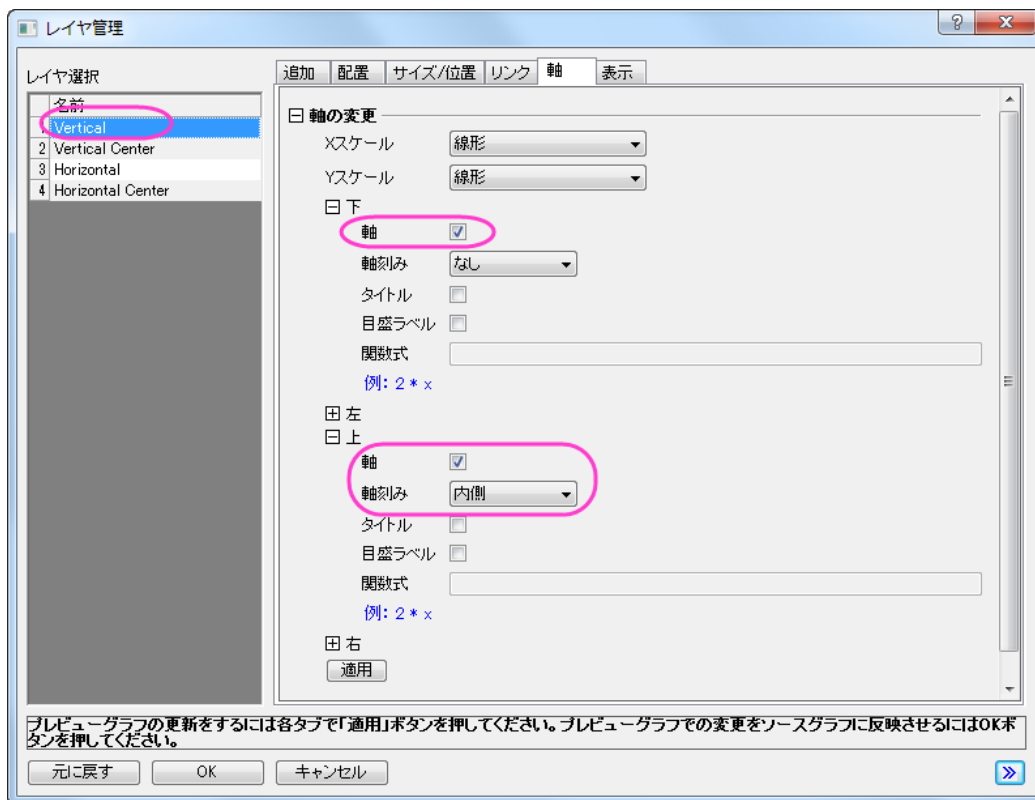 レイヤ管理
レイヤ選択
追加 配置 サイズ/位置 リンク 軸 表示
名前
1 Vertical
2 Vertical Center
3 Horizontal
4 Horizontal Center
軸の変更
Xスケール 線形
Yスケール 線形
下
軸
軸刻み なし
タイトル
目盛ラベル
関数式
例: 2 * x
左
上
軸
軸刻み 内側
タイトル
目盛ラベル
関数式
例: 2 * x
右
適用
プレビューグラフの更新をするには各タブで「適用」ボタンを押してください。プレビューグラフでの変更をソースグラフに反映させるにはOKボ
タンを押してください。
元に戻す OK キャンセル